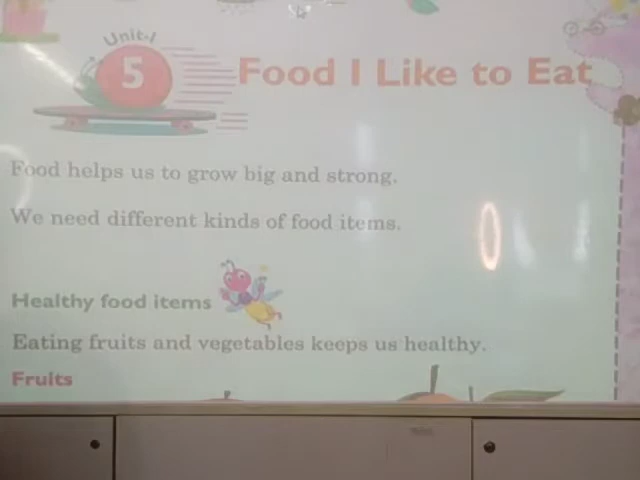 Unit-I
5
Food I Like to Eat
Food helps us to grow big and strong.
We need different kinds of food items.
Healthy food items
Eating fruits and vegetables keeps us healthy.
Fruits